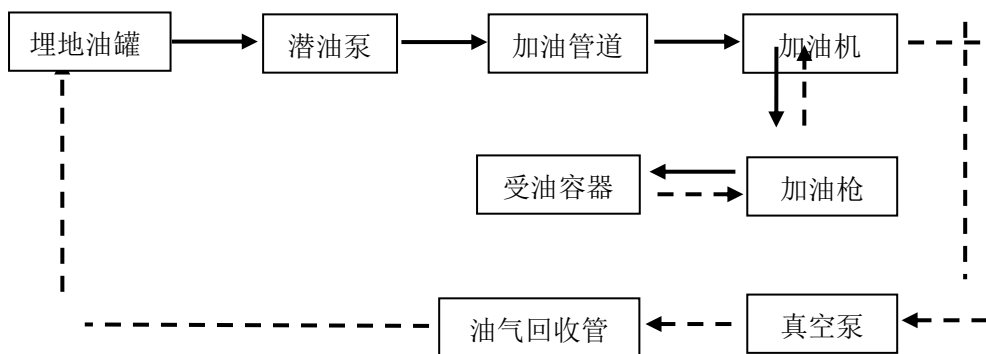 埋地油罐
潜油泵
加油管道
加油机
受油容器
加油枪
油气回收管
真空泵